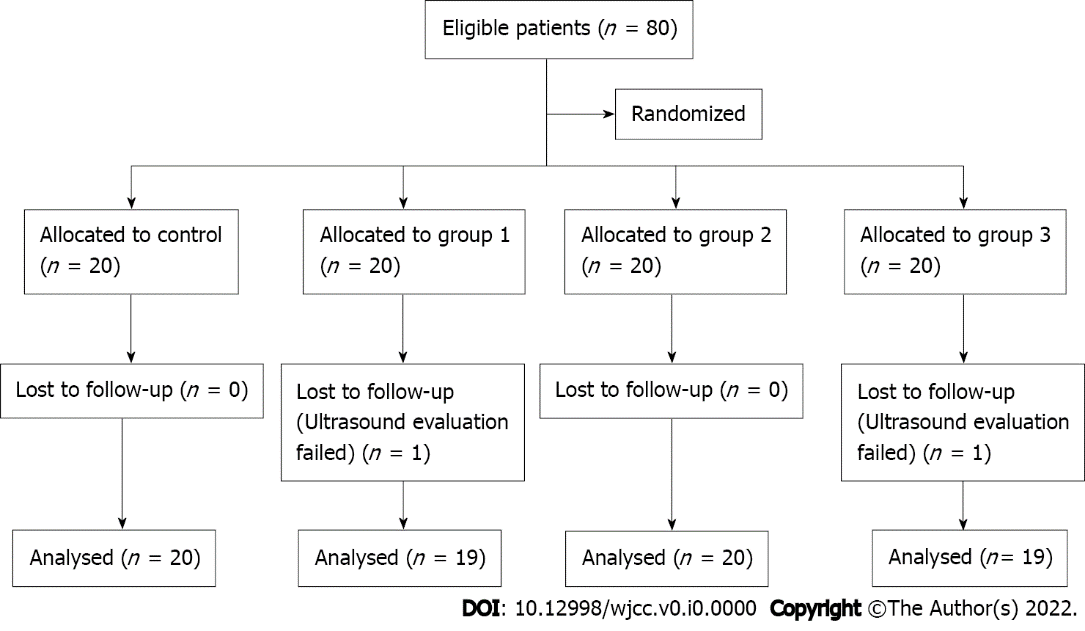 Eligible patients (n = 80)
Randomized
Allocated to control
(n = 20)
Allocated to group 1
(n = 20)
Allocated to group 2
(n = 20)
Allocated to group 3
(n = 20)
Lost to follow-up (n = 0)
Lost to follow-up
(Ultrasound evaluation
failed) (n = 1)
Lost to follow-up (n = 0)
Lost to follow-up
(Ultrasound evaluation
failed) (n = 1)
Analysed (n = 20)
Analysed (n = 19)
Analysed (n = 20)
Analysed (n= 19)
DOI: 10.12998/wjcc.v0.i0.0000 Copyright ©The Author(s) 2022.